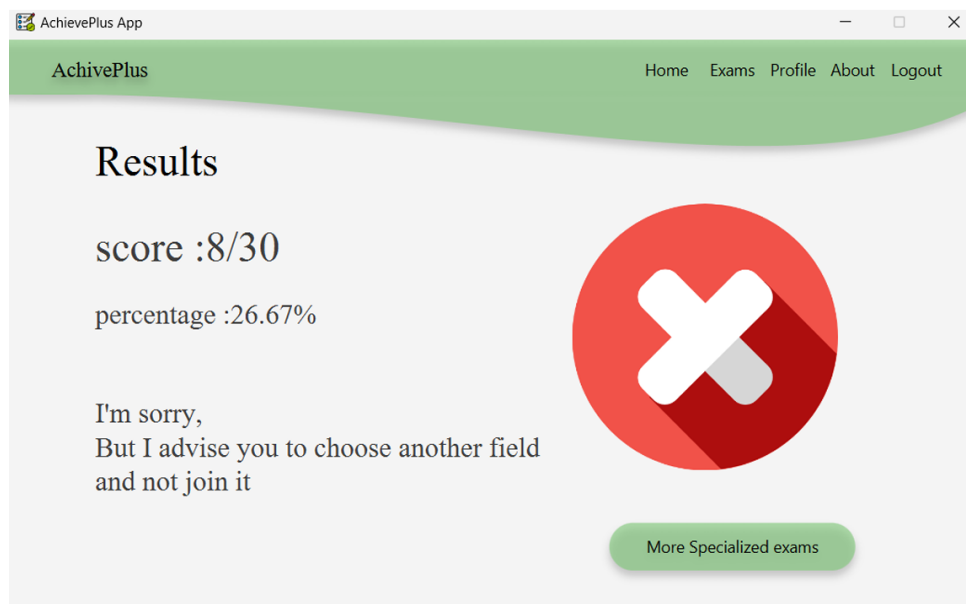 AchievePlus App
AchivePlus
Home Exams Profile About Logout
Results
score :8/30
percentage :26.67%
I'm sorry,
But I advise you to choose another field
and not join it
More Specialized exams